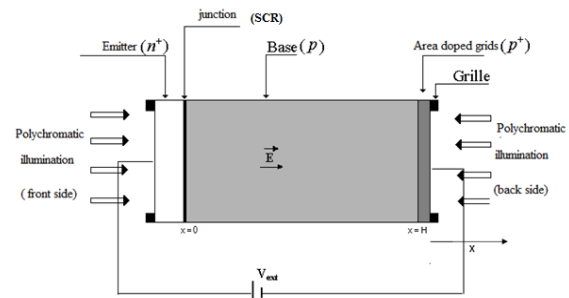 junction (SCR)
Emitter (n⁺)
Base (p)
Area doped grids (p⁺)
Grille
Polychromatic
illumination
( front side)
E
Polychromatic
illumination
(back side)
x = 0
x = H
x
Vext